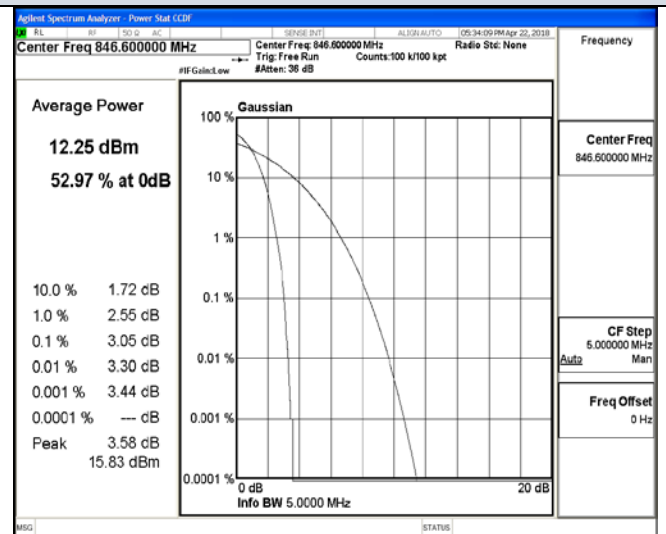 Agilent Spectrum Analyzer - Power Stat CCDF
RL RF 50 Ω AC SENSE:INT ALIGN AUTO 05:34:09 PM Apr 22, 2018
Center Freq 846.600000 MHz
Center Freq: 846.600000 MHz Radio Std: None
Trig: Free Run Counts:100 k/100 kpt
#IFGain:Low #Atten: 36 dB
Frequency
Average Power
12.25 dBm
52.97 % at 0dB
10.0 % 1.72 dB
1.0 % 2.55 dB
0.1 % 3.05 dB
0.01 % 3.30 dB
0.001 % 3.44 dB
0.0001 % --- dB
Peak 3.58 dB
15.83 dBm
Gaussian
100 %
10 %
1 %
0.1 %
0.01 %
0.001 %
0.0001 %
0 dB 20 dB
Info BW 5.0000 MHz
Center Freq
846.600000 MHz
CF Step
5.000000 MHz
Auto Man
Freq Offset
0 Hz
MSG STATUS